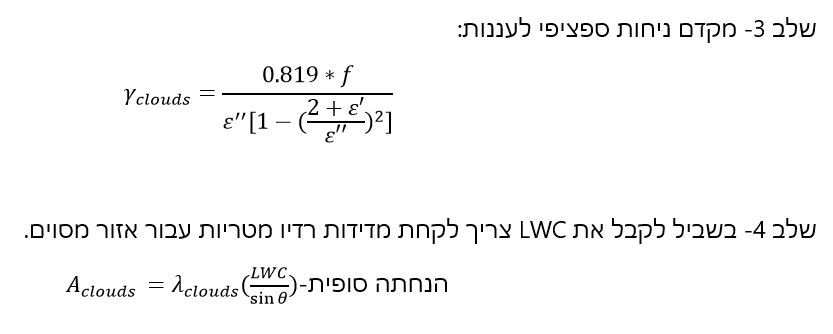 שלב 3- מקדם ניחות ספציפי לעננות:
γ_clouds = (0.819 * f) / (ε′′[1 − ((2 + ε′)/ε′′)²])
שלב 4- בשביל לקבל את LWC צריך לקחת מדידות רדיו מטריות עבור אזור מסוים.
הנחתה סופית- A_clouds = λ_clouds(LWC/sin θ)